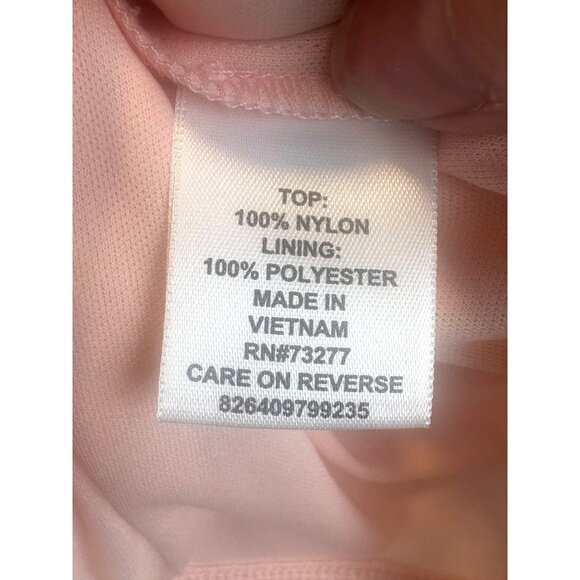 TOP:
100% NYLON
LINING:
100% POLYESTER
MADE IN
VIETNAM
RN#73277
CARE ON REVERSE
826409799235